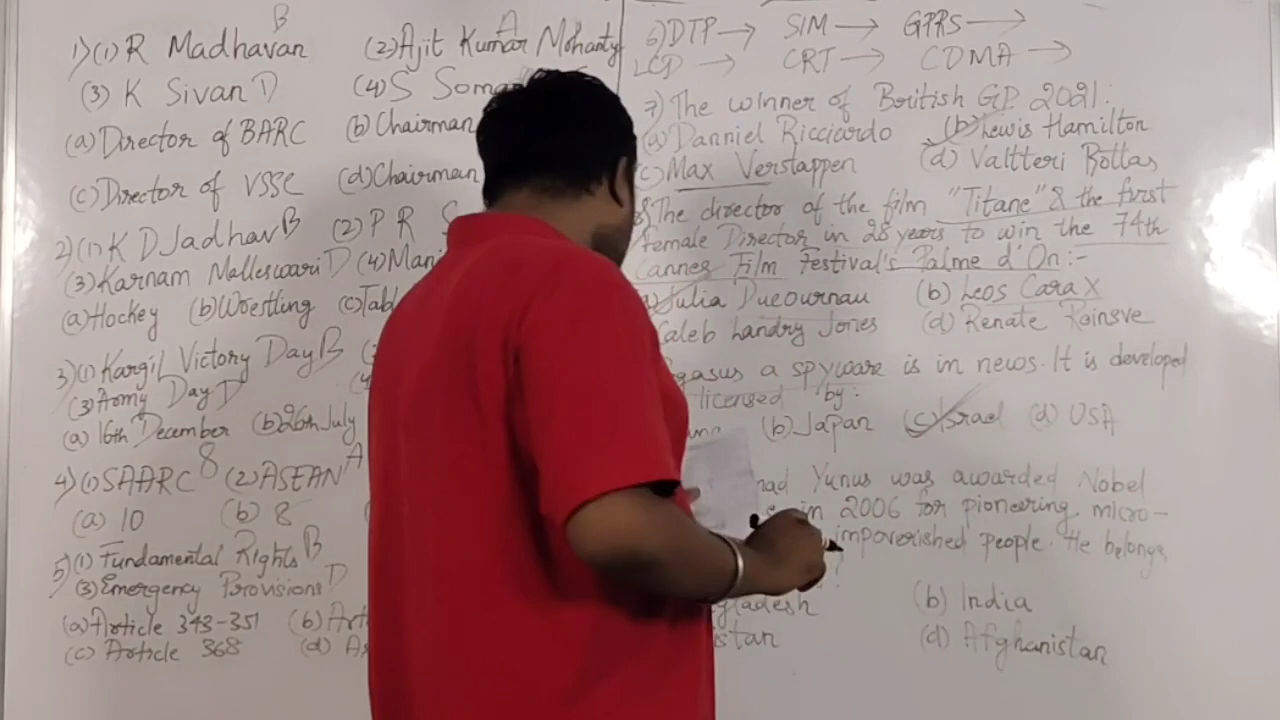 1) (1) R Madhavan B (2) Ajit Kumar Mohanty A
(3) K Sivan D (4) S Soman
(a) Director of BARC (b) Chairman
(c) Director of VSSC (d) Chairman
2) (1) K D Jadhav B (2) P R S
(3) Karnam Malleswari D (4) Mani
(a) Hockey (b) Wrestling (c) Tabl
3) (1) Kargil Victory Day B
(3) Army Day D
(a) 16th December (b) 26th July
4) (1) SAARC 8 (2) ASEAN A
(a) 10 (b) 8
5) (1) Fundamental Rights B
(3) Emergency Provisions D
(a) Article 343-351 (b) Art
(c) Article 368 (d) A
6) DTP → SIM → GPRS →
LCD → CRT → CDMA →
7) The winner of British GP 2021:
(a) Danniel Ricciardo (b) Lewis Hamilton
(c) Max Verstappen (d) Valtteri Bottas
8) The director of the film "Titane" & the first
female Director in 28 years to win the 74th
Cannes Film Festival's Palme d'On:-
(a) Julia Ducournau (b) Leos Carax
Caleb Landry Jones (d) Renate Reinsve
gasus a spyware is in news. It is developed
licensed by:
(b) Japan (c) Israel (d) USA
mad Yunus was awarded Nobel
in 2006 for pioneering micro-
impoverished people. He belongs
?
gladesh (b) India
stan (d) Afghanistan